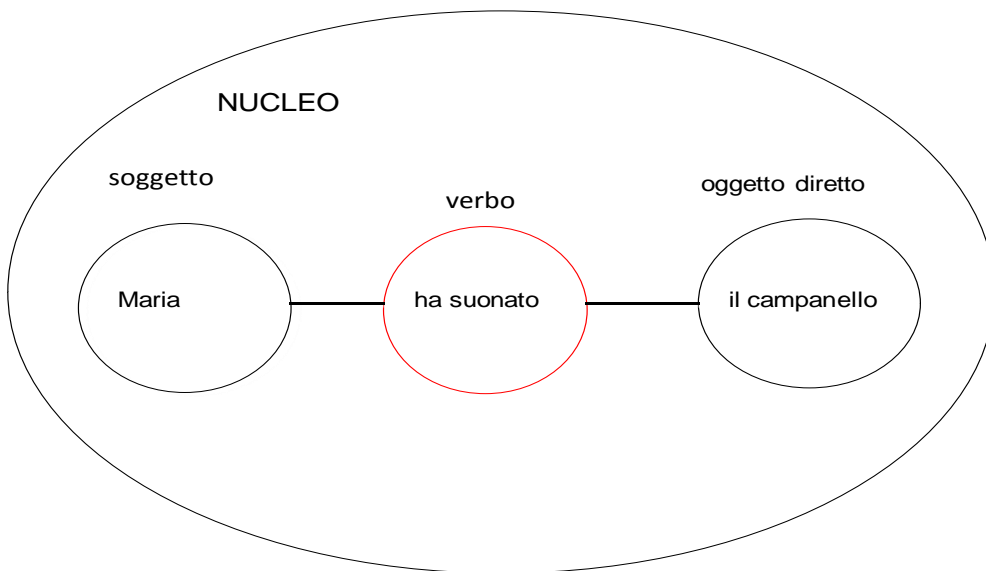 NUCLEO
soggetto
verbo
oggetto diretto
Maria
ha suonato
il campanello